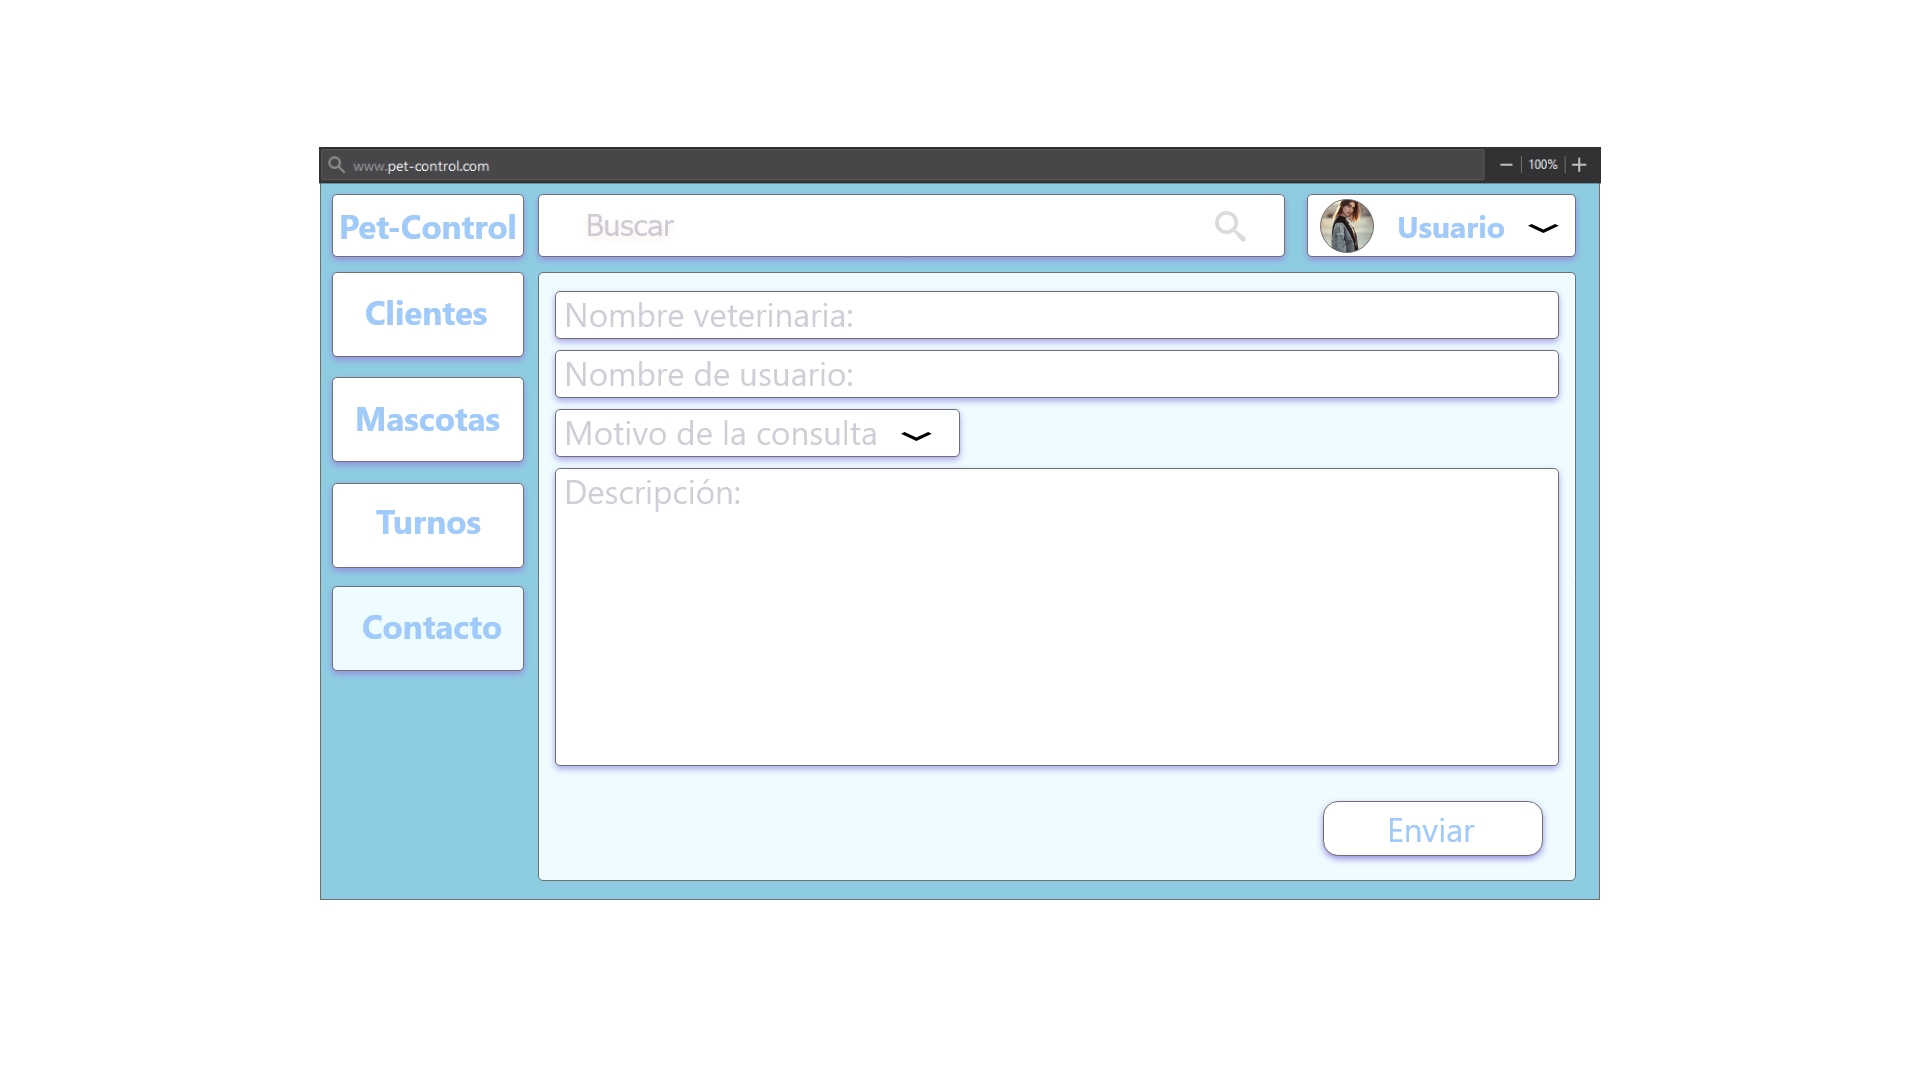 www.pet-control.com
100%
Pet-Control
Buscar
Usuario
Clientes
Mascotas
Turnos
Contacto
Nombre veterinaria:
Nombre de usuario:
Motivo de la consulta
Descripción:
Enviar